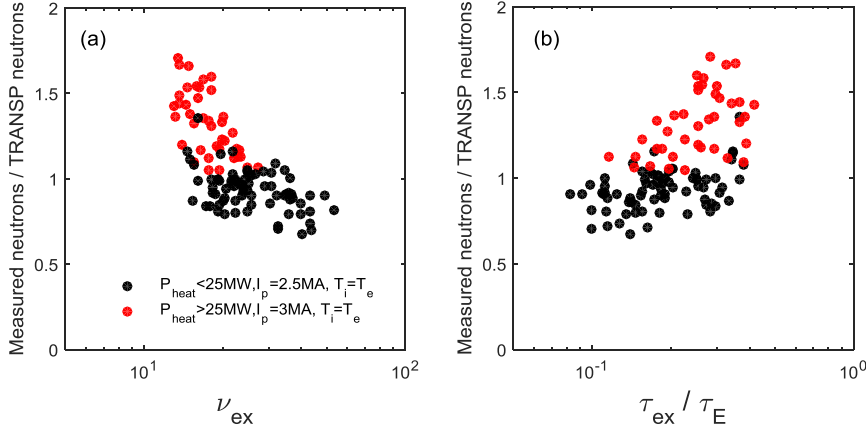 (a)
Measured neutrons / TRANSP neutrons
2
1.5
1
0.5
0
P_heat<25MW,I_p=2.5MA, T_i=T_e
P_heat>25MW,I_p=3MA, T_i=T_e
10^1
10^2
ν_ex
(b)
Measured neutrons / TRANSP neutrons
2
1.5
1
0.5
0
10^-1
10^0
τ_ex / τ_E